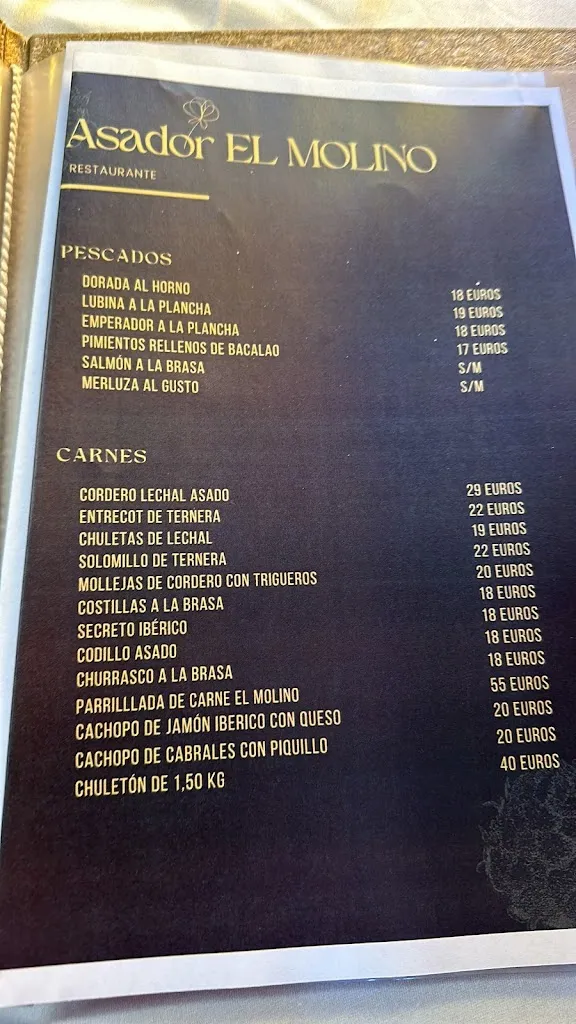 Asador EL MOLINO
RESTAURANTE
PESCADOS
DORADA AL HORNO 18 EUROS
LUBINA A LA PLANCHA 19 EUROS
EMPERADOR A LA PLANCHA 18 EUROS
PIMIENTOS RELLENOS DE BACALAO 17 EUROS
SALMÓN A LA BRASA S/M
MERLUZA AL GUSTO S/M
CARNES
CORDERO LECHAL ASADO 29 EUROS
ENTRECOT DE TERNERA 22 EUROS
CHULETAS DE LECHAL 19 EUROS
SOLOMILLO DE TERNERA 22 EUROS
MOLLEJAS DE CORDERO CON TRIGUEROS 20 EUROS
COSTILLAS A LA BRASA 18 EUROS
SECRETO IBÉRICO 18 EUROS
CODILLO ASADO 18 EUROS
CHURRASCO A LA BRASA 18 EUROS
PARRILLLADA DE CARNE EL MOLINO 55 EUROS
CACHOPO DE JAMÓN IBERICO CON QUESO 20 EUROS
CACHOPO DE CABRALES CON PIQUILLO 20 EUROS
CHULETÓN DE 1,50 KG 40 EUROS